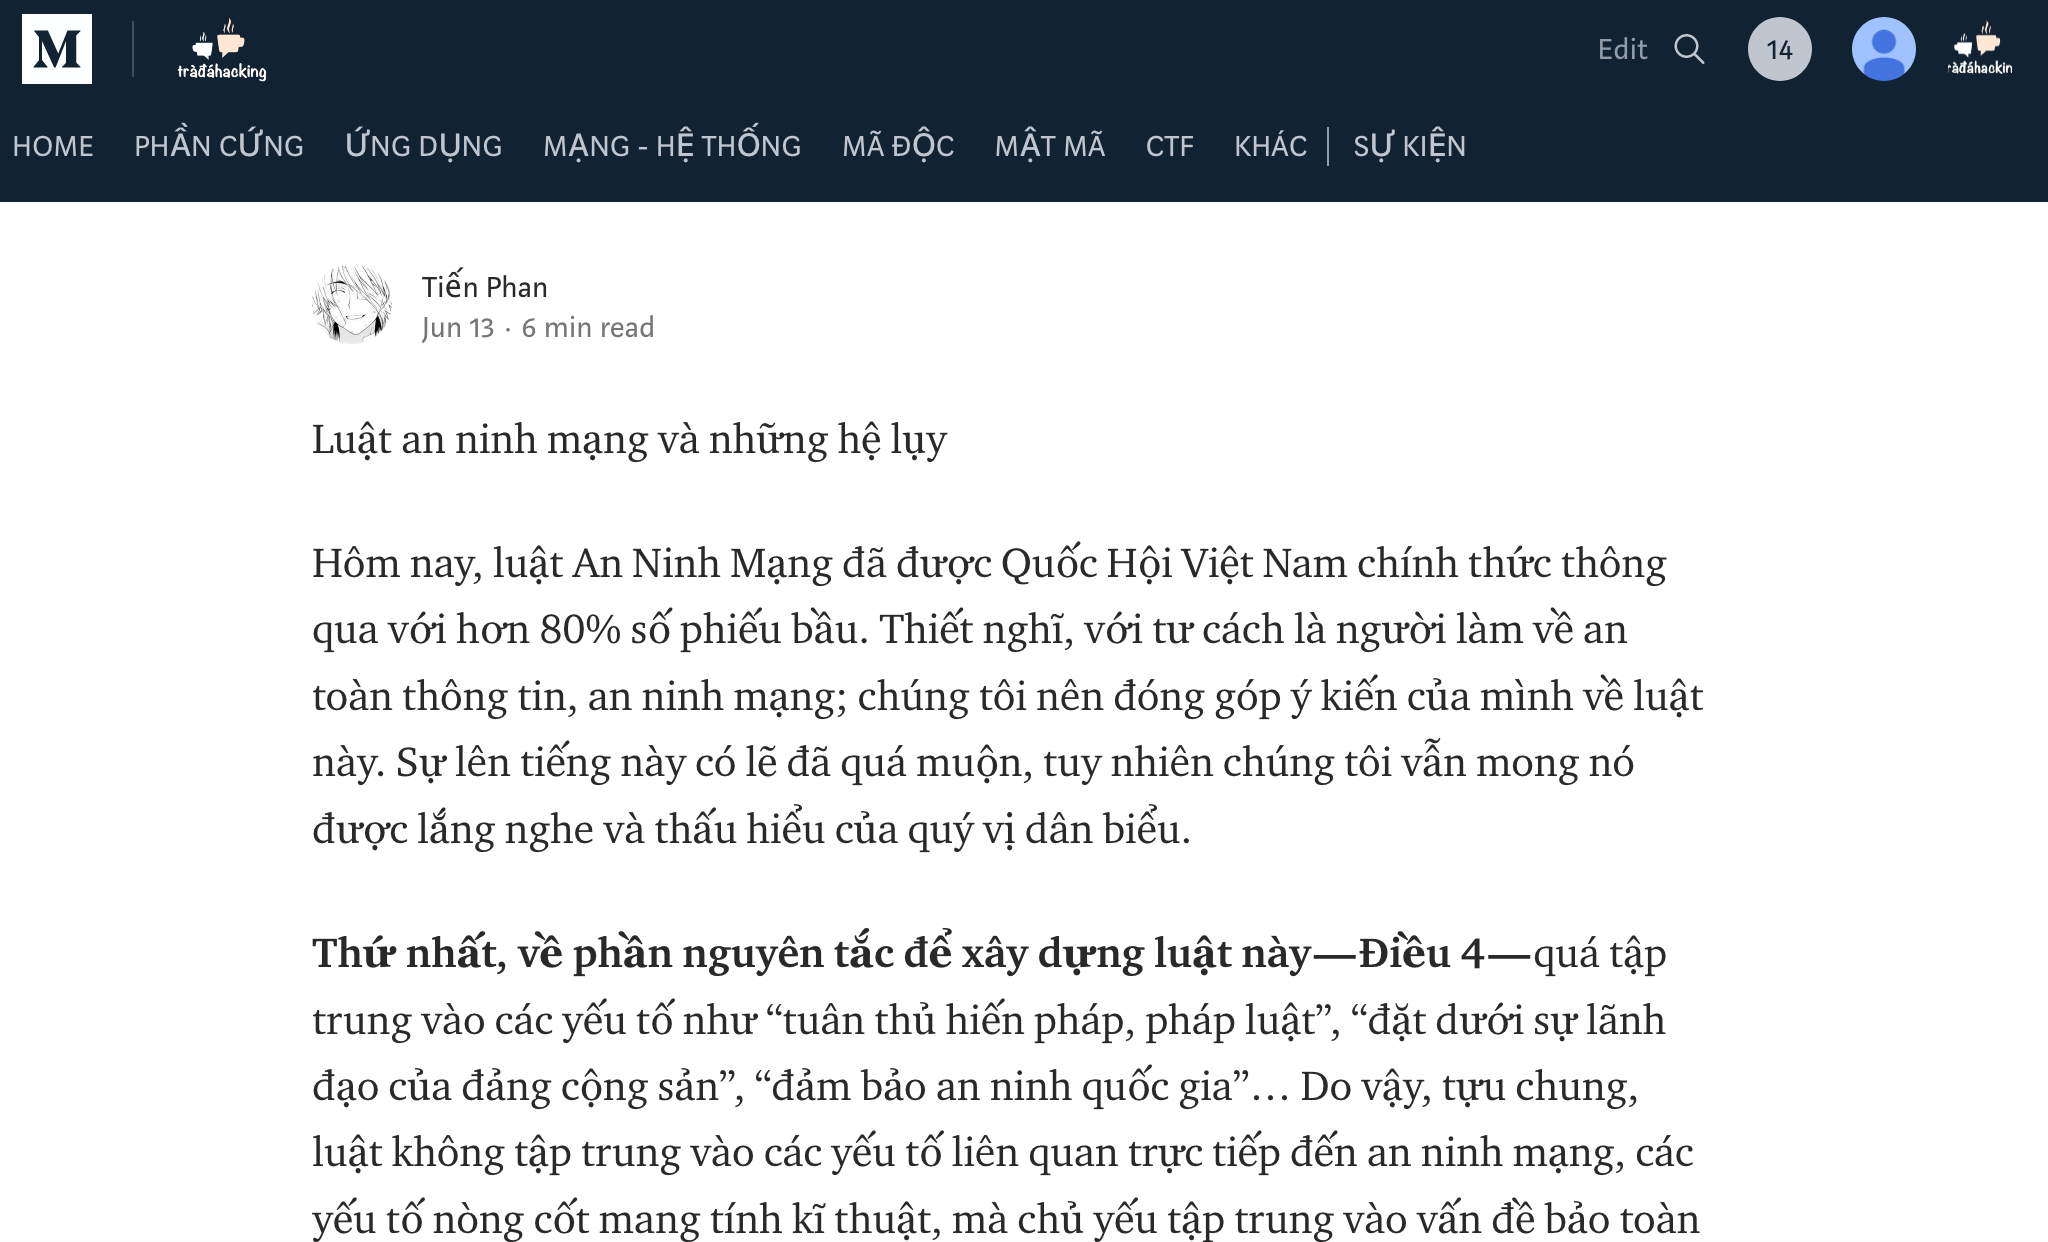 M
tràđáhacking
Edit
14
ràđáhackin
HOME PHẦN CỨNG ỨNG DỤNG MẠNG - HỆ THỐNG MÃ ĐỘC MẬT MÃ CTF KHÁC SỰ KIỆN
Tiến Phan
Jun 13 · 6 min read
Luật an ninh mạng và những hệ lụy
Hôm nay, luật An Ninh Mạng đã được Quốc Hội Việt Nam chính thức thông
qua với hơn 80% số phiếu bầu. Thiết nghĩ, với tư cách là người làm về an
toàn thông tin, an ninh mạng; chúng tôi nên đóng góp ý kiến của mình về luật
này. Sự lên tiếng này có lẽ đã quá muộn, tuy nhiên chúng tôi vẫn mong nó
được lắng nghe và thấu hiểu của quý vị dân biểu.
Thứ nhất, về phần nguyên tắc để xây dựng luật này—Điều 4—quá tập
trung vào các yếu tố như “tuân thủ hiến pháp, pháp luật”, “đặt dưới sự lãnh
đạo của đảng cộng sản”, “đảm bảo an ninh quốc gia”… Do vậy, tựu chung,
luật không tập trung vào các yếu tố liên quan trực tiếp đến an ninh mạng, các
yếu tố nòng cốt mang tính kĩ thuật, mà chủ yếu tập trung vào vấn đề bảo toàn